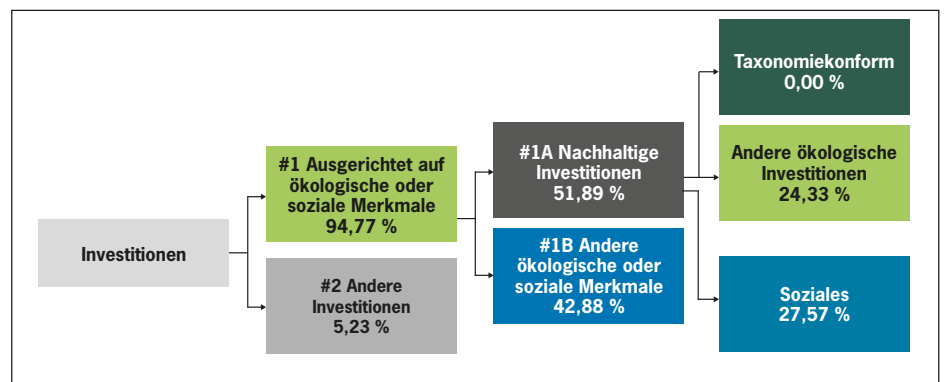 Investitionen
#1 Ausgerichtet auf
ökologische oder
soziale Merkmale
94,77 %
#2 Andere
Investitionen
5,23 %
#1A Nachhaltige
Investitionen
51,89 %
#1B Andere
ökologische oder
soziale Merkmale
42,88 %
Taxonomiekonform
0,00 %
Andere ökologische
Investitionen
24,33 %
Soziales
27,57 %